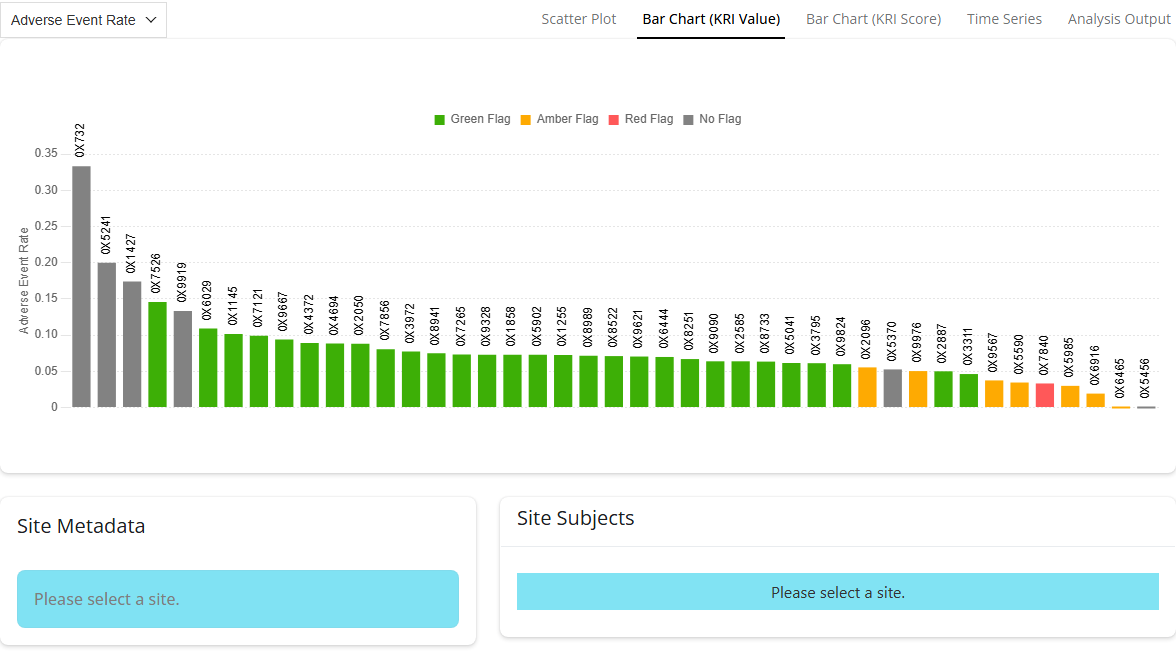 Adverse Event Rate
Scatter Plot
Bar Chart (KRI Value)
Bar Chart (KRI Score)
Time Series
Analysis Output
Green Flag
Amber Flag
Red Flag
No Flag
Adverse Event Rate
0.35
0.30
0.25
0.20
0.15
0.10
0.05
0
0X732
0X5241
0X1427
0X7526
0X9919
0X6029
0X1145
0X7121
0X9667
0X4372
0X4694
0X2050
0X7856
0X3972
0X8941
0X7265
0X9328
0X1858
0X5902
0X1255
0X8989
0X8522
0X9621
0X6444
0X8251
0X9090
0X2585
0X8733
0X5041
0X3795
0X9824
0X2096
0X5370
0X9976
0X2887
0X3311
0X9567
0X5590
0X7840
0X5985
0X6916
0X6465
0X5456
Site Metadata
Please select a site.
Site Subjects
Please select a site.